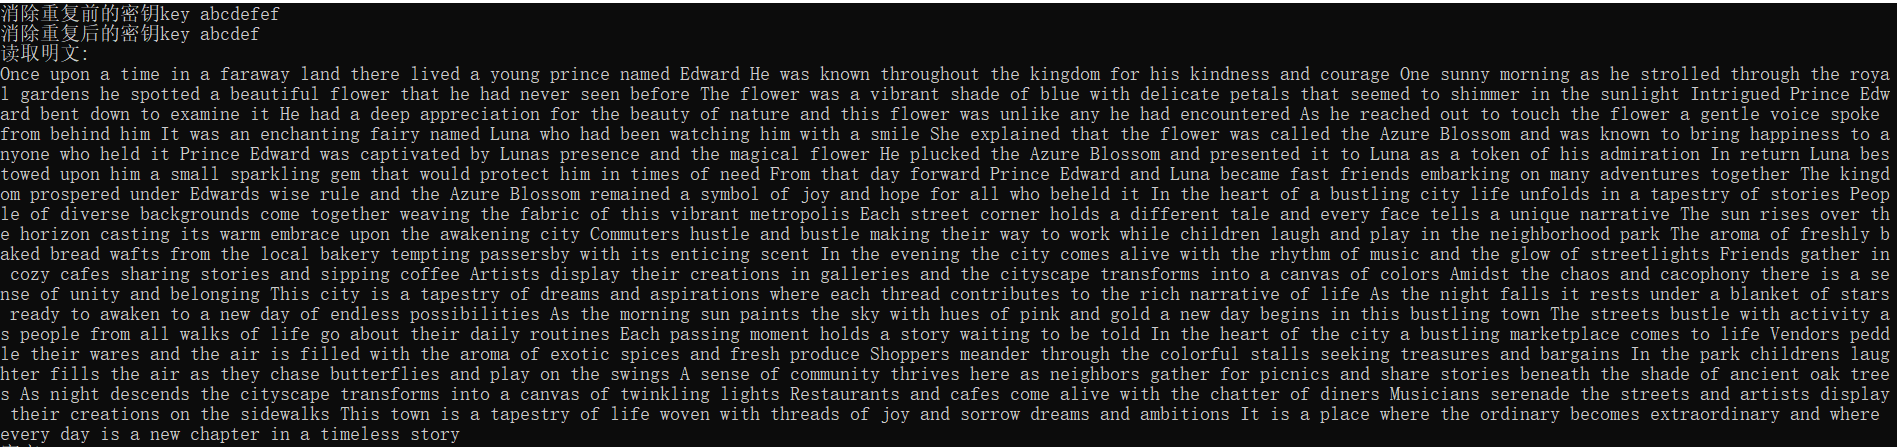 消除重复前的密钥key abcdefef
消除重复后的密钥key abcdef
读取明文:
Once upon a time in a faraway land there lived a young prince named Edward He was known throughout the kingdom for his kindness and courage One sunny morning as he strolled through the roya
l gardens he spotted a beautiful flower that he had never seen before The flower was a vibrant shade of blue with delicate petals that seemed to shimmer in the sunlight Intrigued Prince Edw
ard bent down to examine it He had a deep appreciation for the beauty of nature and this flower was unlike any he had encountered As he reached out to touch the flower a gentle voice spoke
from behind him It was an enchanting fairy named Luna who had been watching him with a smile She explained that the flower was called the Azure Blossom and was known to bring happiness to a
nyone who held it Prince Edward was captivated by Lunas presence and the magical flower He plucked the Azure Blossom and presented it to Luna as a token of his admiration In return Luna bes
towed upon him a small sparkling gem that would protect him in times of need From that day forward Prince Edward and Luna became fast friends embarking on many adventures together The kingd
om prospered under Edwards wise rule and the Azure Blossom remained a symbol of joy and hope for all who beheld it In the heart of a bustling city life unfolds in a tapestry of stories Peop
le of diverse backgrounds come together weaving the fabric of this vibrant metropolis Each street corner holds a different tale and every face tells a unique narrative The sun rises over th
e horizon casting its warm embrace upon the awakening city Commuters hustle and bustle making their way to work while children laugh and play in the neighborhood park The aroma of freshly b
aked bread wafts from the local bakery tempting passersby with its enticing scent In the evening the city comes alive with the rhythm of music and the glow of streetlights Friends gather in
 cozy cafes sharing stories and sipping coffee Artists display their creations in galleries and the cityscape transforms into a canvas of colors Amidst the chaos and cacophony there is a se
nse of unity and belonging This city is a tapestry of dreams and aspirations where each thread contributes to the rich narrative of life As the night falls it rests under a blanket of stars
 ready to awaken to a new day of endless possibilities As the morning sun paints the sky with hues of pink and gold a new day begins in this bustling town The streets bustle with activity a
s people from all walks of life go about their daily routines Each passing moment holds a story waiting to be told In the heart of the city a bustling marketplace comes to life Vendors pedd
le their wares and the air is filled with the aroma of exotic spices and fresh produce Shoppers meander through the colorful stalls seeking treasures and bargains In the park childrens laug
hter fills the air as they chase butterflies and play on the swings A sense of community thrives here as neighbors gather for picnics and share stories beneath the shade of ancient oak tree
s As night descends the cityscape transforms into a canvas of twinkling lights Restaurants and cafes come alive with the chatter of diners Musicians serenade the streets and artists display
 their creations on the sidewalks This town is a tapestry of life woven with threads of joy and sorrow dreams and ambitions It is a place where the ordinary becomes extraordinary and where
every day is a new chapter in a timeless story